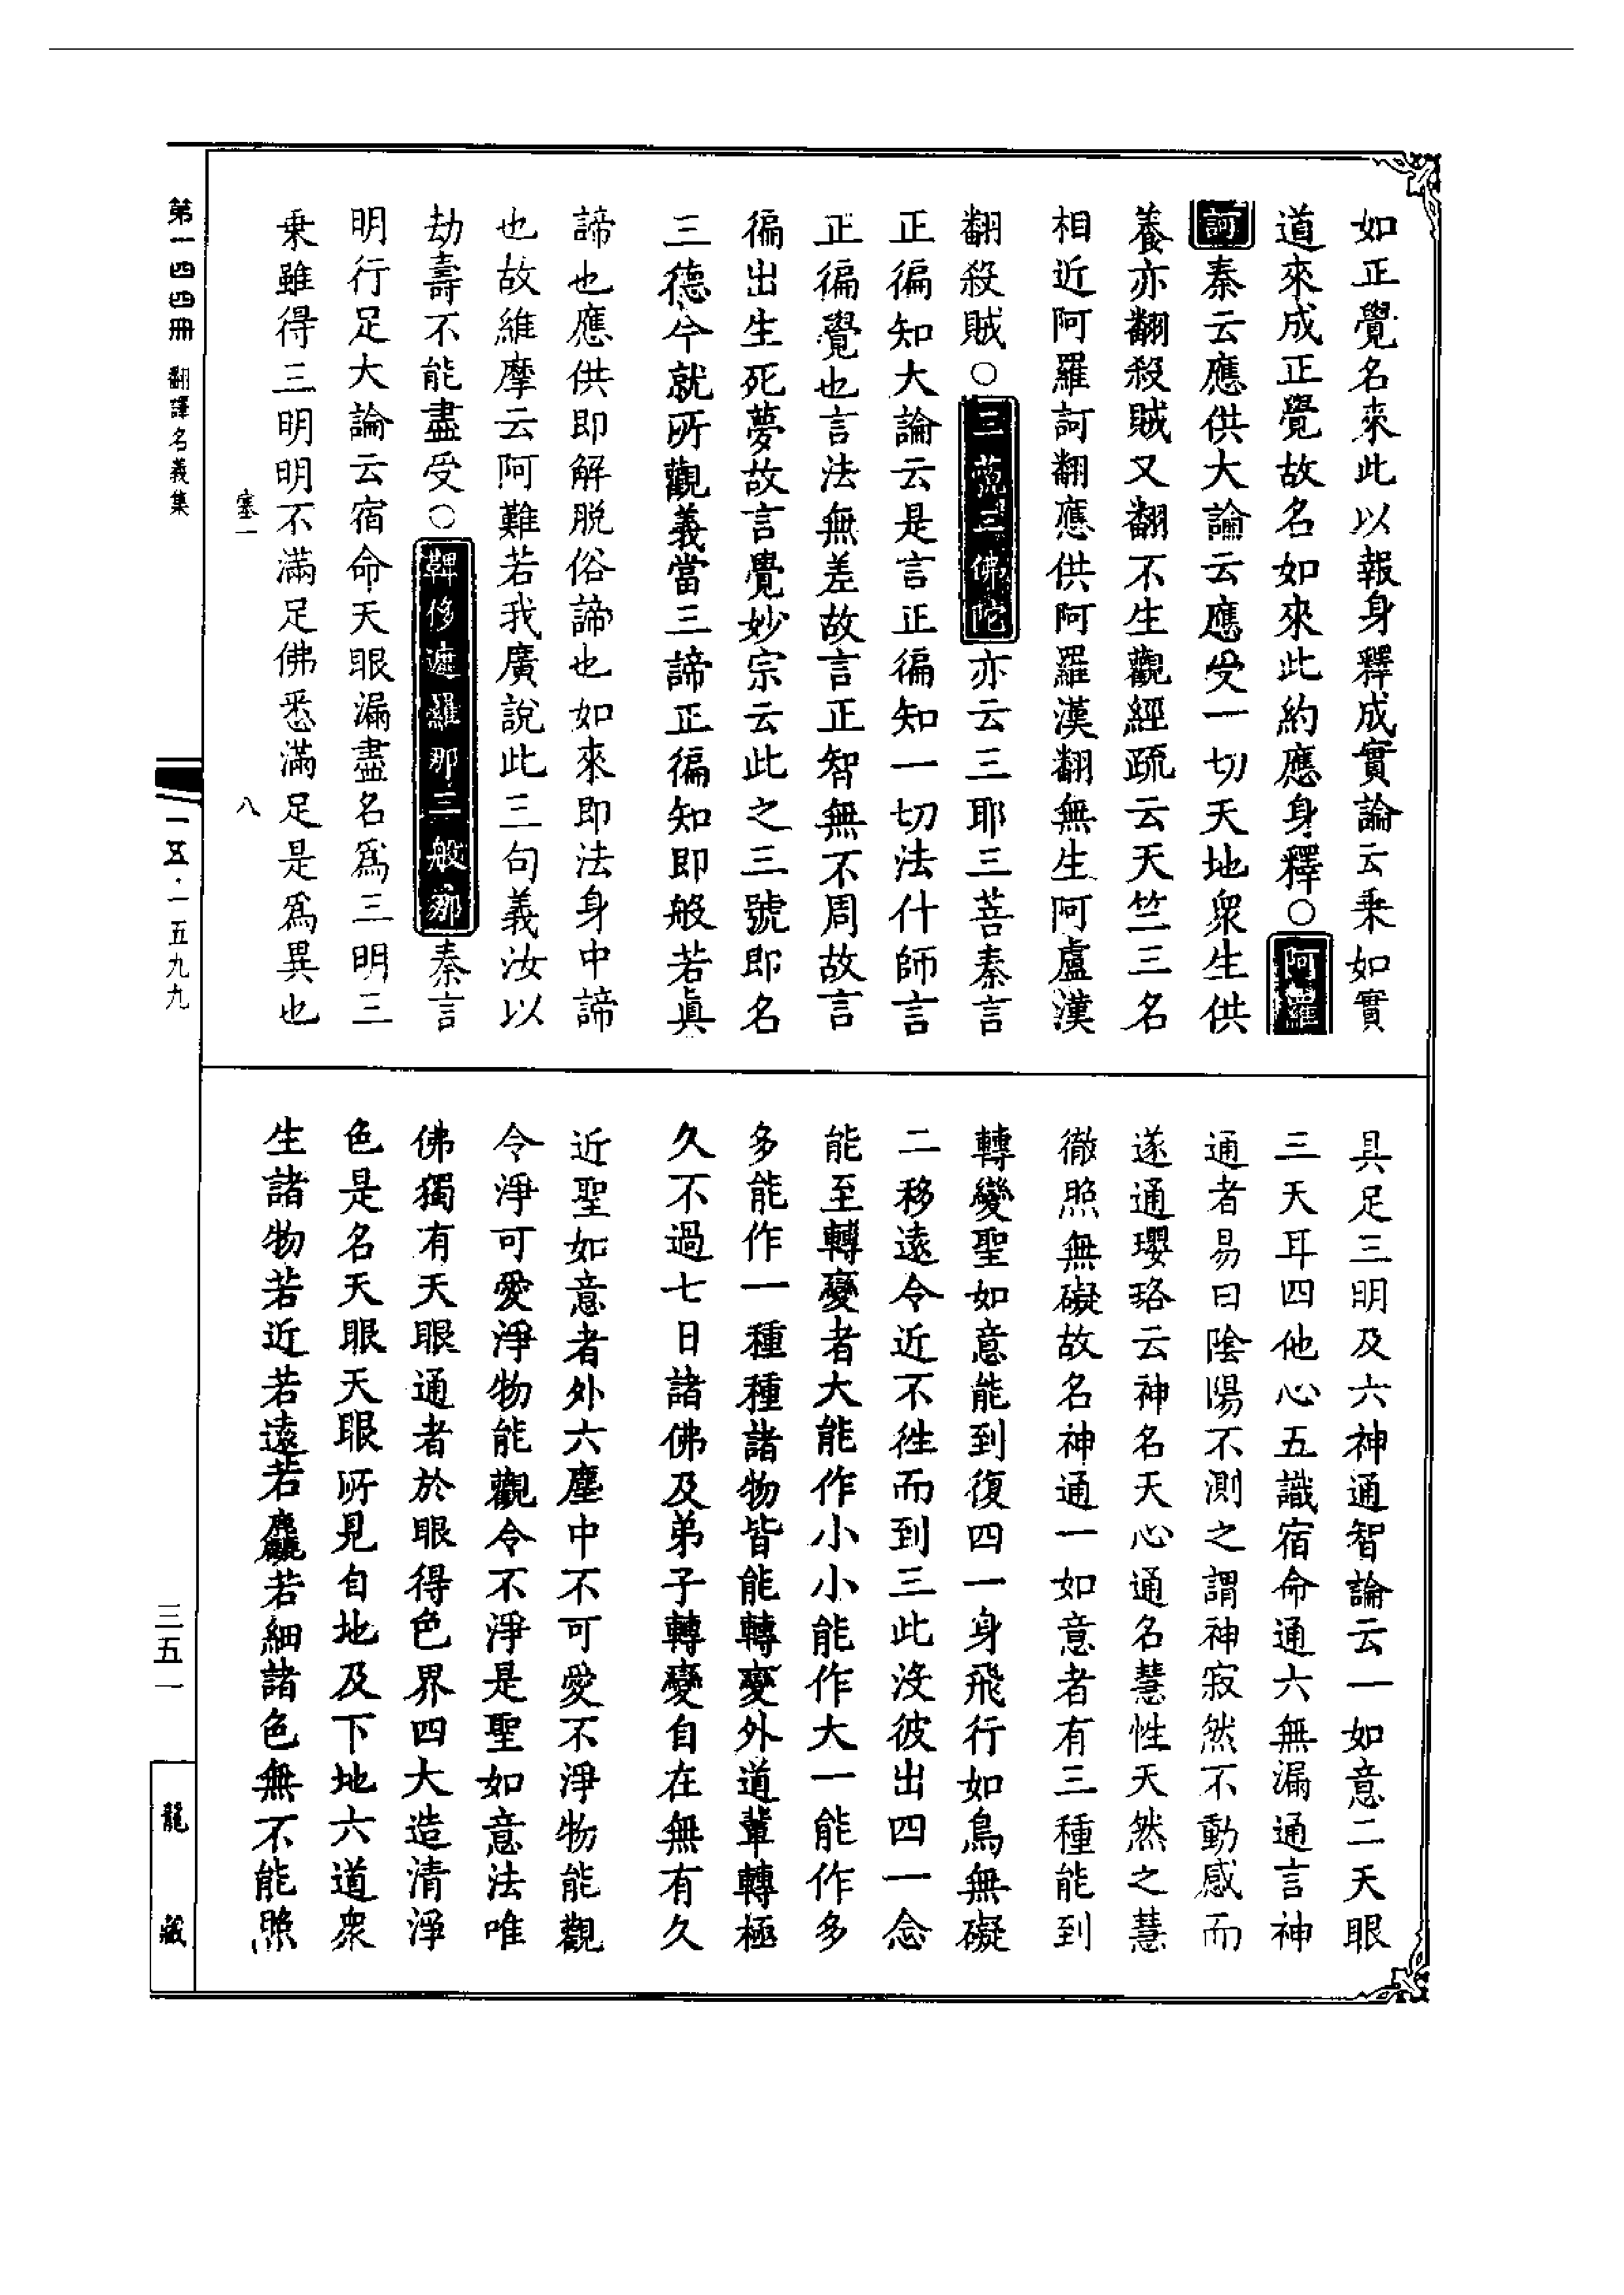 如正覺名來此以報身釋成實論云乘如實
道來成正覺故名如來此約應身釋○阿羅
訶秦云應供大論云應受一切天地衆生供
養亦翻殺賊又翻不生觀經疏云天竺三名
相近阿羅訶翻應供阿羅漢翻無生阿盧漢
翻殺賊○三藐三佛陀亦云三耶三菩秦言
正徧知大論云是言正徧知一切法什師言
正徧覺也言法無差故言正智無不周故言
徧出生死夢故言覺妙宗云此之三號即名
三德今就所觀義當三諦正徧知即般若眞
諦也應供即解脱俗諦也如來即法身中諦
也故維摩云阿難若我廣說此三句義汝以
劫壽不能盡受○鞞侈遮羅那三般那秦言
明行足大論云宿命天眼漏盡名爲三明三
乗雖得三明明不滿足佛悉滿足是爲異也
具足三明及六神通智論云一如意二天眼
三天耳四他心五識宿命通六無漏通言神
通者易曰陰陽不測之謂神寂然不動感而
遂通瓔珞云神名天心通名慧性天然之慧
徹照無礙故名神通一如意者有三種能到
轉變聖如意能到復四一身飛行如鳥無礙
二移遠令近不徃而到三此沒彼出四一念
能至轉變者大能作小小能作大一能作多
多能作一種種諸物皆能轉變外道輩轉極
久不過七日諸佛及弟子轉變自在無有久
近聖如意者外六塵中不可愛不淨物能觀
令淨可愛淨物能觀令不淨是聖如意法唯
佛獨有天眼通者於眼得色界四大造清淨
色是名天眼天眼所見自地及下地六道衆
生諸物若近若遠若麤若細諸色無不能照
塞一
八
第一四四冊 翻譯名義集
一五·一五九九
三五一
龍藏